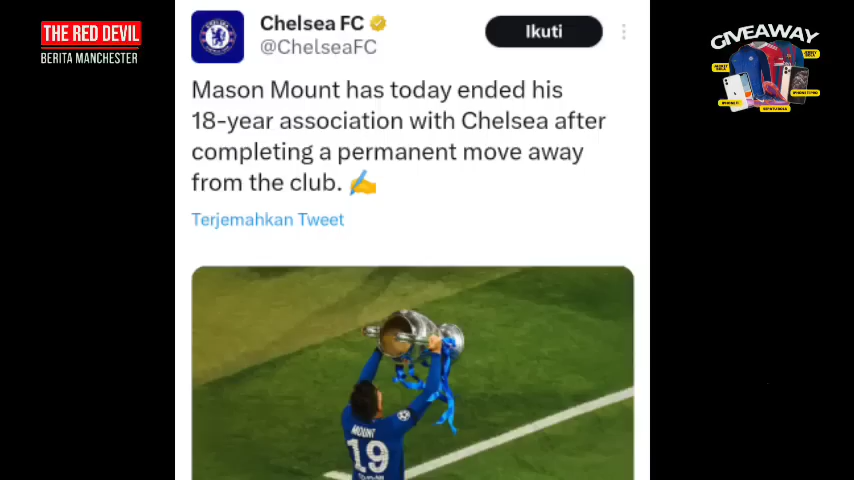 THE RED DEVIL
BERITA MANCHESTER
Chelsea FC
@ChelseaFC
Ikuti
GIVEAWAY
Mason Mount has today ended his
18-year association with Chelsea after
completing a permanent move away
from the club. ✍️
Terjemahkan Tweet
MOUNT
19